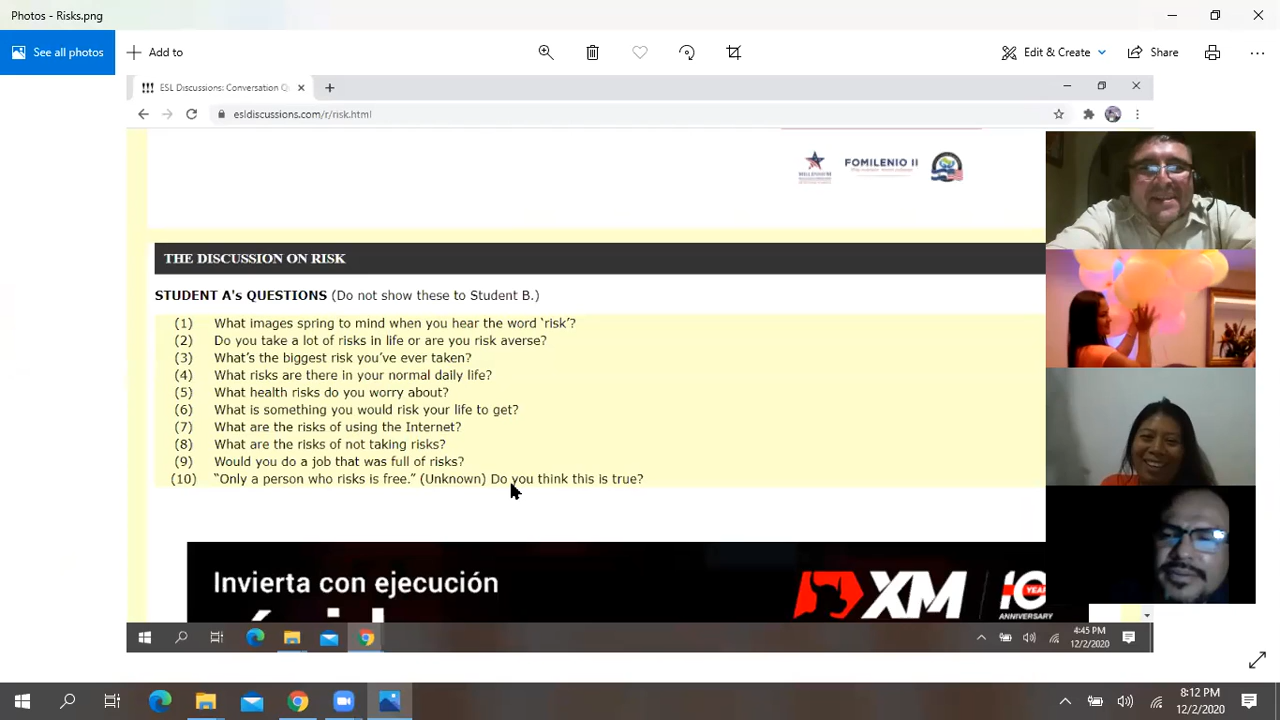 Photos - Risks.png
See all photos
Add to
Edit & Create
Share
ESL Discussions: Conversation Q
esldiscussions.com/r/risk.html
FOMILENIO II
THE DISCUSSION ON RISK
STUDENT A's QUESTIONS (Do not show these to Student B.)
(1) What images spring to mind when you hear the word ‘risk’?
(2) Do you take a lot of risks in life or are you risk averse?
(3) What’s the biggest risk you’ve ever taken?
(4) What risks are there in your normal daily life?
(5) What health risks do you worry about?
(6) What is something you would risk your life to get?
(7) What are the risks of using the Internet?
(8) What are the risks of not taking risks?
(9) Would you do a job that was full of risks?
(10) “Only a person who risks is free.” (Unknown) Do you think this is true?
Invierta con ejecución
XM
10
YEAR
ANNIVERSARY
4:45 PM
12/2/2020
8:12 PM
12/2/2020